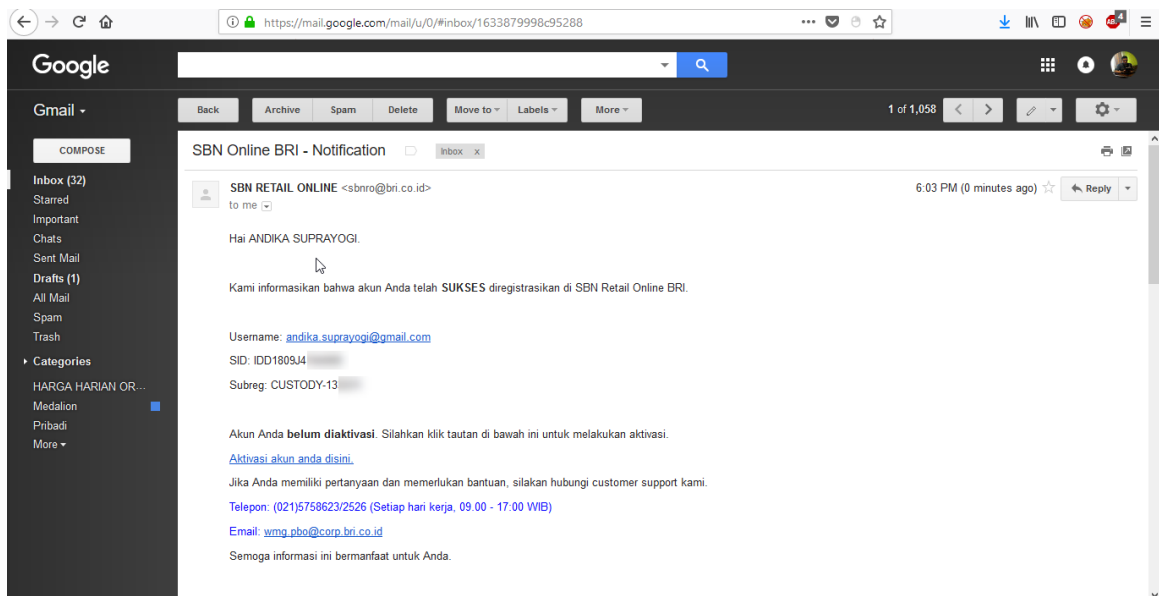 https://mail.google.com/mail/u/0/#inbox/1633879998c95288
4
Google
Gmail
Back Archive Spam Delete Move to Labels More 1 of 1,058
COMPOSE
SBN Online BRI - Notification Inbox x
Inbox (32)
Starred
Important
Chats
Sent Mail
Drafts (1)
All Mail
Spam
Trash
Categories
HARGA HARIAN OR...
Medalion
Pribadi
More
SBN RETAIL ONLINE <sbnro@bri.co.id> 6:03 PM (0 minutes ago) Reply
to me
Hai ANDIKA SUPRAYOGI.
Kami informasikan bahwa akun Anda telah SUKSES diregistrasikan di SBN Retail Online BRI.
Username: andika.suprayogi@gmail.com
SID: IDD1809J4
Subreg: CUSTODY-13
Akun Anda belum diaktivasi. Silahkan klik tautan di bawah ini untuk melakukan aktivasi.
Aktivasi akun anda disini.
Jika Anda memiliki pertanyaan dan memerlukan bantuan, silakan hubungi customer support kami.
Telepon: (021)5758623/2526 (Setiap hari kerja, 09.00 - 17:00 WIB)
Email: wmg.pbo@corp.bri.co.id
Semoga informasi ini bermanfaat untuk Anda.